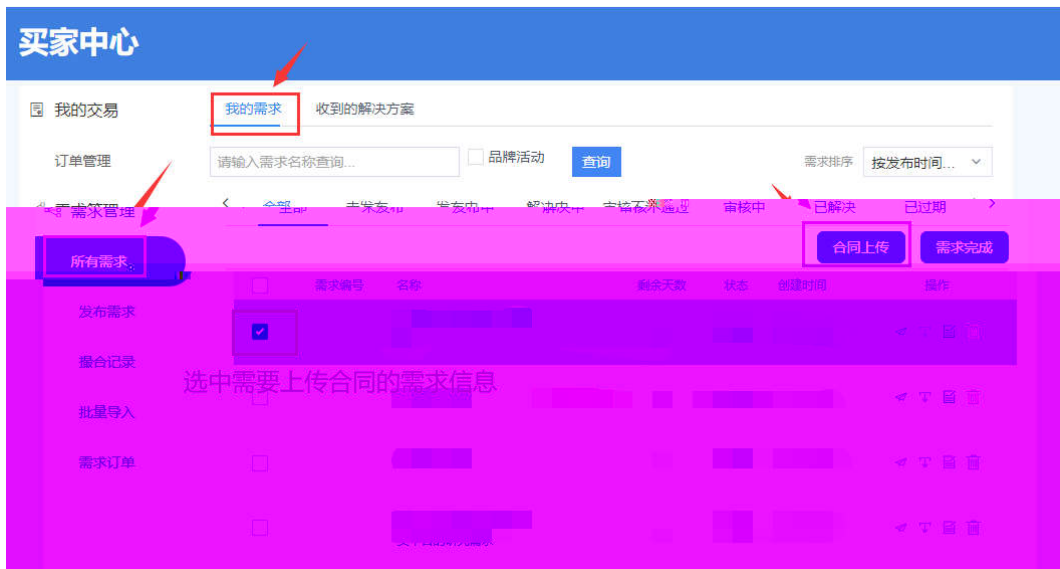 买家中心
我的交易
我的需求 收到的解决方案
订单管理
请输入需求名称查询... 品牌活动 查询 需求排序 按发布时间...
需求管理
全部 未发布 发布中 解决中 审核不通过 审核中 已解决 已过期
所有需求
合同上传 需求完成
需求编号 名称 剩余天数 状态 创建时间 操作
发布需求
撮合记录
选中需要上传合同的需求信息
批量导入
需求订单